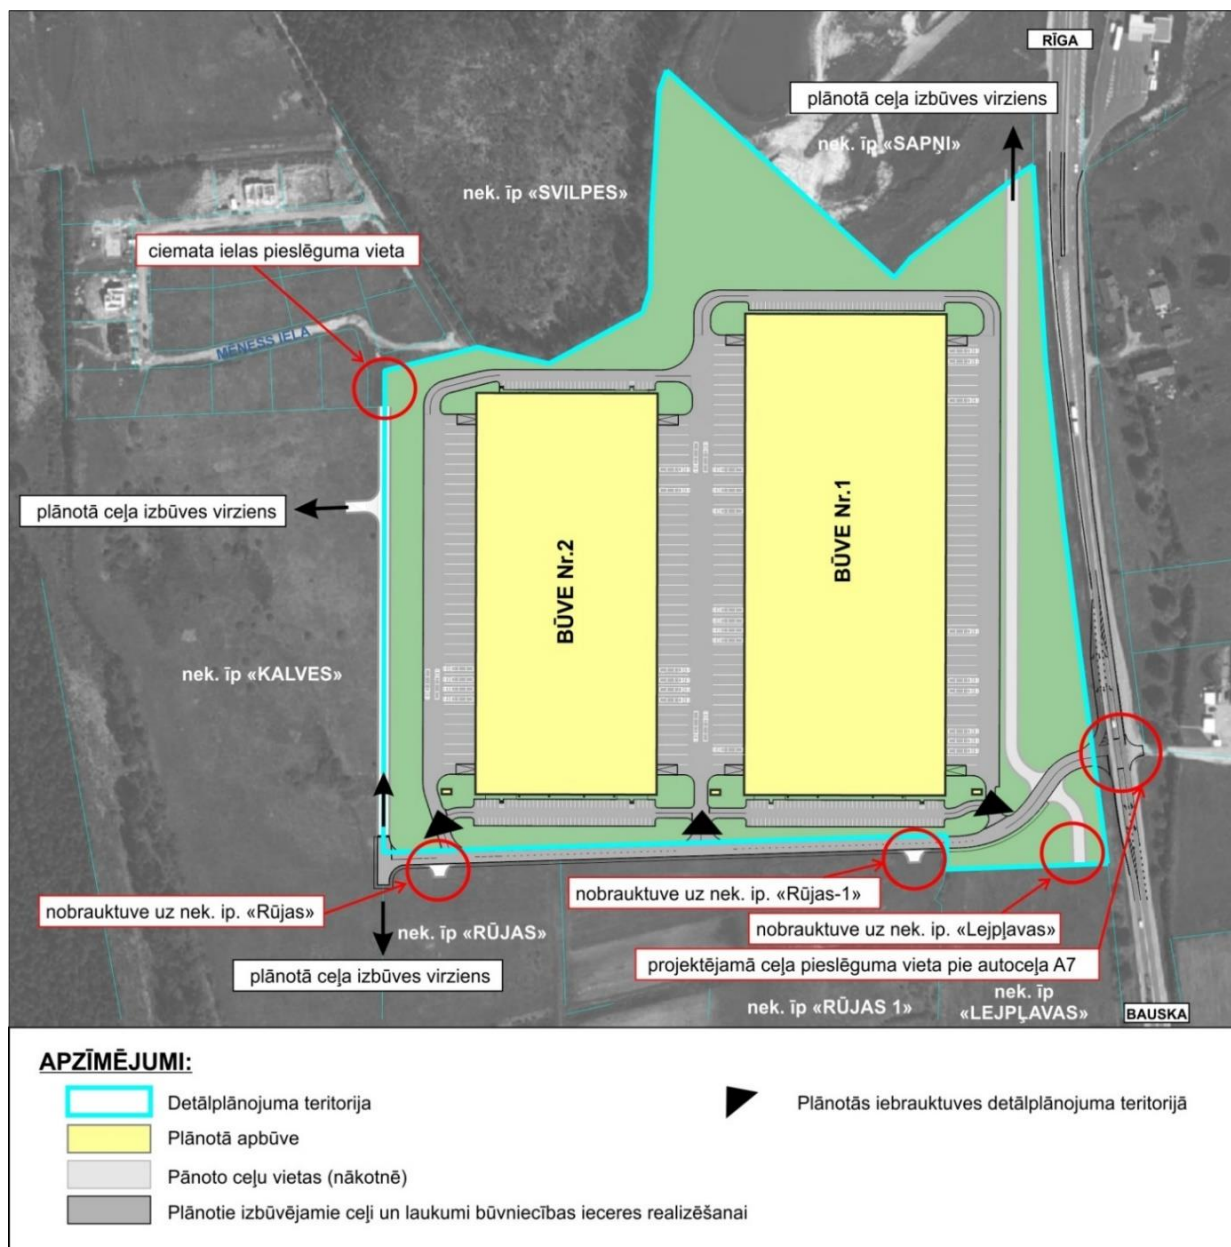 RĪGA
plānotā ceļa izbūves virziens
nek. īp «SAPŅI»
nek. īp «SVILPES»
ciemata ielas pieslēguma vieta
MĒNESS IELA
plānotā ceļa izbūves virziens
BŪVE Nr.2
BŪVE Nr.1
nek. īp «KALVES»
nobrauktuve uz nek. ip. «Rūjas»
nobrauktuve uz nek. ip. «Rūjas-1»
nek. īp «RŪJAS»
nobrauktuve uz nek. ip. «Lejpļavas»
plānotā ceļa izbūves virziens
projektējamā ceļa pieslēguma vieta pie autoceļa A7
nek. īp «RŪJAS 1»
nek. īp
«LEJPĻAVAS»
BAUSKA
APZĪMĒJUMI:
Detālplānojuma teritorija
Plānotās iebrauktuves detālplānojuma teritorijā
Plānotā apbūve
Pānoto ceļu vietas (nākotnē)
Plānotie izbūvējamie ceļi un laukumi būvniecības ieceres realizēšanai